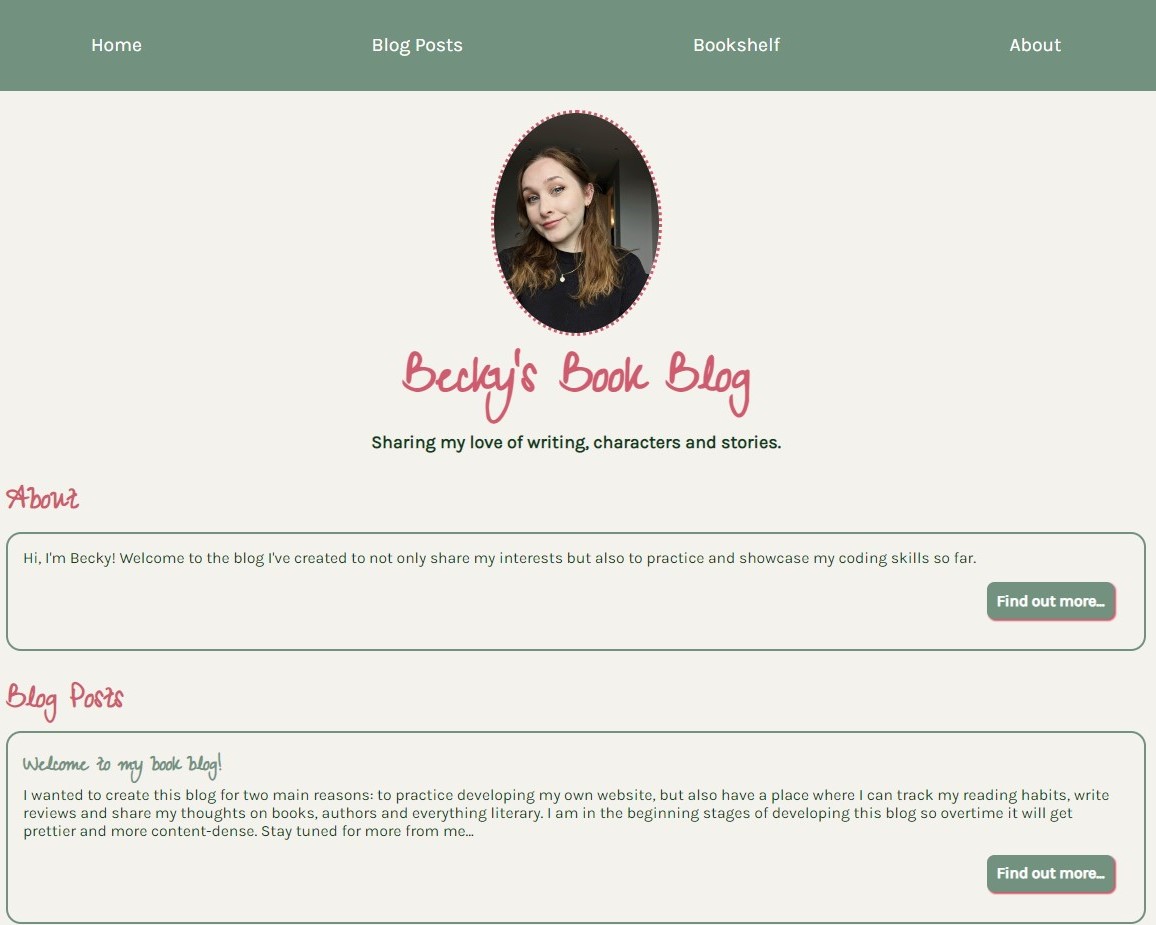 Home Blog Posts Bookshelf About
Becky's Book Blog
Sharing my love of writing, characters and stories.
About
Hi, I'm Becky! Welcome to the blog I've created to not only share my interests but also to practice and showcase my coding skills so far.
Find out more...
Blog Posts
Welcome to my book blog!
I wanted to create this blog for two main reasons: to practice developing my own website, but also have a place where I can track my reading habits, write
reviews and share my thoughts on books, authors and everything literary. I am in the beginning stages of developing this blog so overtime it will get
prettier and more content-dense. Stay tuned for more from me...
Find out more...